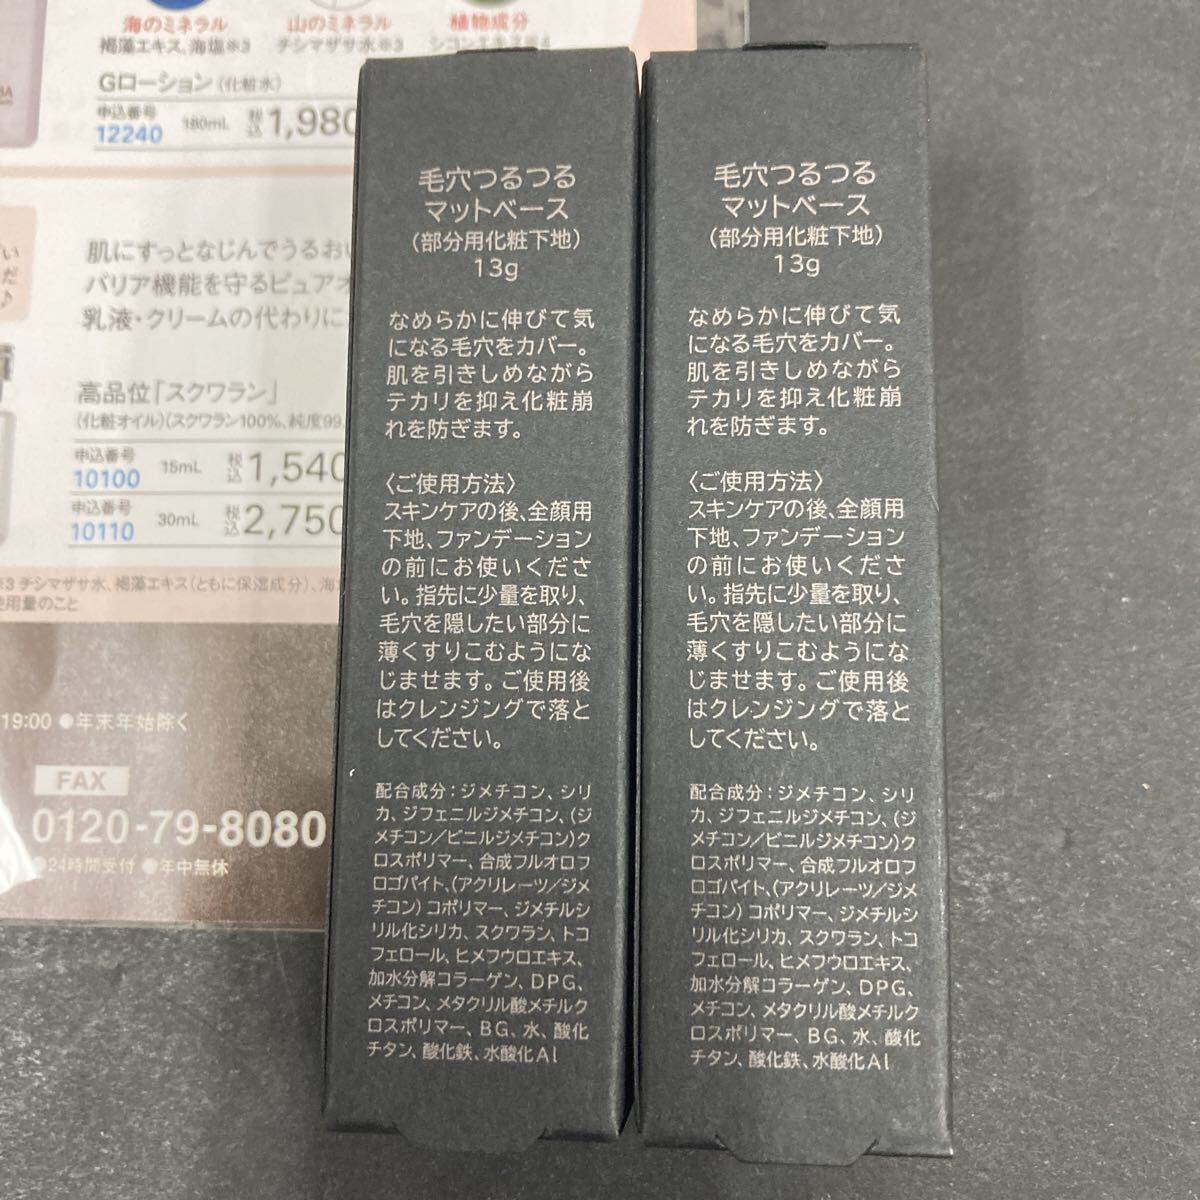 海のミネラル
褐藻エキス、海塩※3
山のミネラル
チシマザサ水※3
植物成分
Gローション(化粧水)
申込番号
12240
180mL
税込
1,980
肌にすっとなじんでうるおい
バリア機能を守るピュアオ
乳液・クリームの代わりに
高品位「スクワラン」
(化粧オイル)(スクワラン100%、純度99.
申込番号
10100
15mL
税込
1,540
申込番号
10110
30mL
税込
2,750
※3 チシマザサ水、褐藻エキス(ともに保湿成分)、海
使用量のこと
19:00 ●年末年始除く
FAX
0120-79-8080
●24時間受付 ●年中無休
毛穴つるつる
マットベース
(部分用化粧下地)
13g
なめらかに伸びて気
になる毛穴をカバー。
肌を引きしめながら
テカリを抑え化粧崩
れを防ぎます。
〈ご使用方法〉
スキンケアの後、全顔用
下地、ファンデーション
の前にお使いくださ
い。指先に少量を取り、
毛穴を隠したい部分に
薄くすりこむようにな
じませます。ご使用後
はクレンジングで落と
してください。
配合成分:ジメチコン、シリ
カ、ジフェニルジメチコン、(ジ
メチコン/ビニルジメチコン)ク
ロスポリマー、合成フルオロフ
ロゴパイト、(アクリレーツ/ジメ
チコン)コポリマー、ジメチルシ
リル化シリカ、スクワラン、トコ
フェロール、ヒメフウロエキス、
加水分解コラーゲン、DPG、
メチコン、メタクリル酸メチルク
ロスポリマー、BG、水、酸化
チタン、酸化鉄、水酸化Al
毛穴つるつる
マットベース
(部分用化粧下地)
13g
なめらかに伸びて気
になる毛穴をカバー。
肌を引きしめながら
テカリを抑え化粧崩
れを防ぎます。
〈ご使用方法〉
スキンケアの後、全顔用
下地、ファンデーション
の前にお使いくださ
い。指先に少量を取り、
毛穴を隠したい部分に
薄くすりこむようにな
じませます。ご使用後
はクレンジングで落と
してください。
配合成分:ジメチコン、シリ
カ、ジフェニルジメチコン、(ジ
メチコン/ビニルジメチコン)ク
ロスポリマー、合成フルオロフ
ロゴパイト、(アクリレーツ/ジメ
チコン)コポリマー、ジメチルシ
リル化シリカ、スクワラン、トコ
フェロール、ヒメフウロエキス、
加水分解コラーゲン、DPG、
メチコン、メタクリル酸メチルク
ロスポリマー、BG、水、酸化
チタン、酸化鉄、水酸化Al